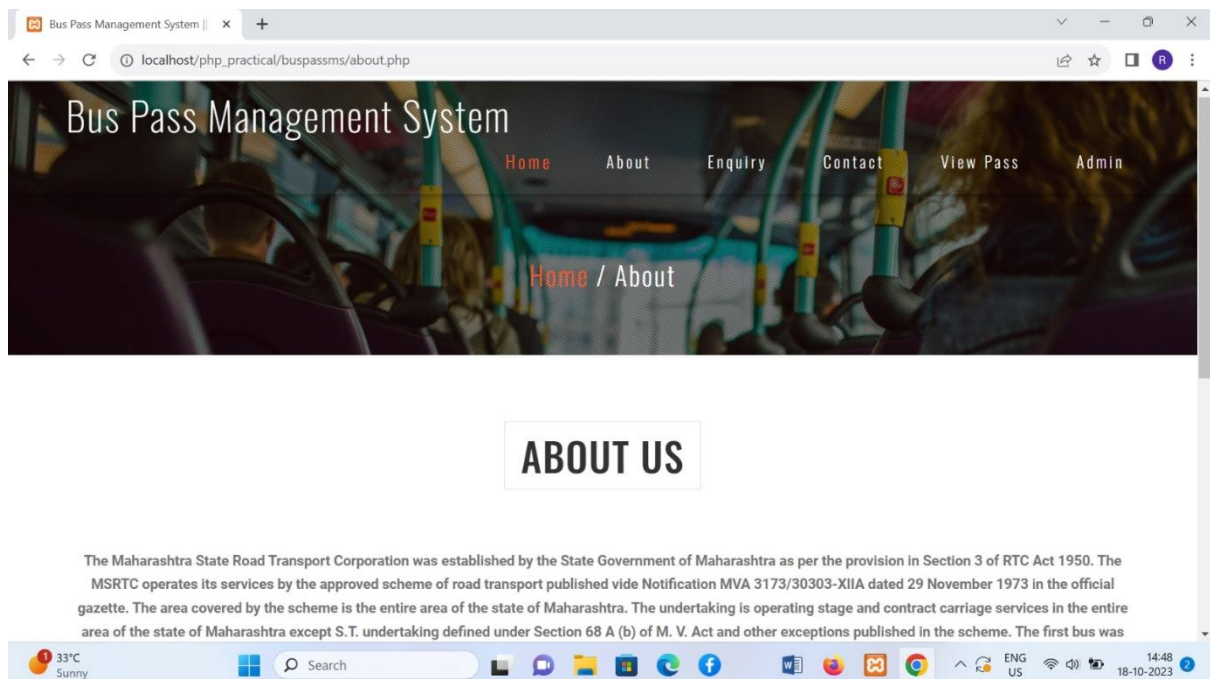 Bus Pass Management System ||
localhost/php_practical/buspassms/about.php
R
Bus Pass Management System
Home About Enquiry Contact View Pass Admin
Home / About
ABOUT US
The Maharashtra State Road Transport Corporation was established by the State Government of Maharashtra as per the provision in Section 3 of RTC Act 1950. The
MSRTC operates its services by the approved scheme of road transport published vide Notification MVA 3173/30303-XIIA dated 29 November 1973 in the official
gazette. The area covered by the scheme is the entire area of the state of Maharashtra. The undertaking is operating stage and contract carriage services in the entire
area of the state of Maharashtra except S.T. undertaking defined under Section 68 A (b) of M. V. Act and other exceptions published in the scheme. The first bus was
1 33°C Search ENG 14:48
Sunny US 18-10-2023 2